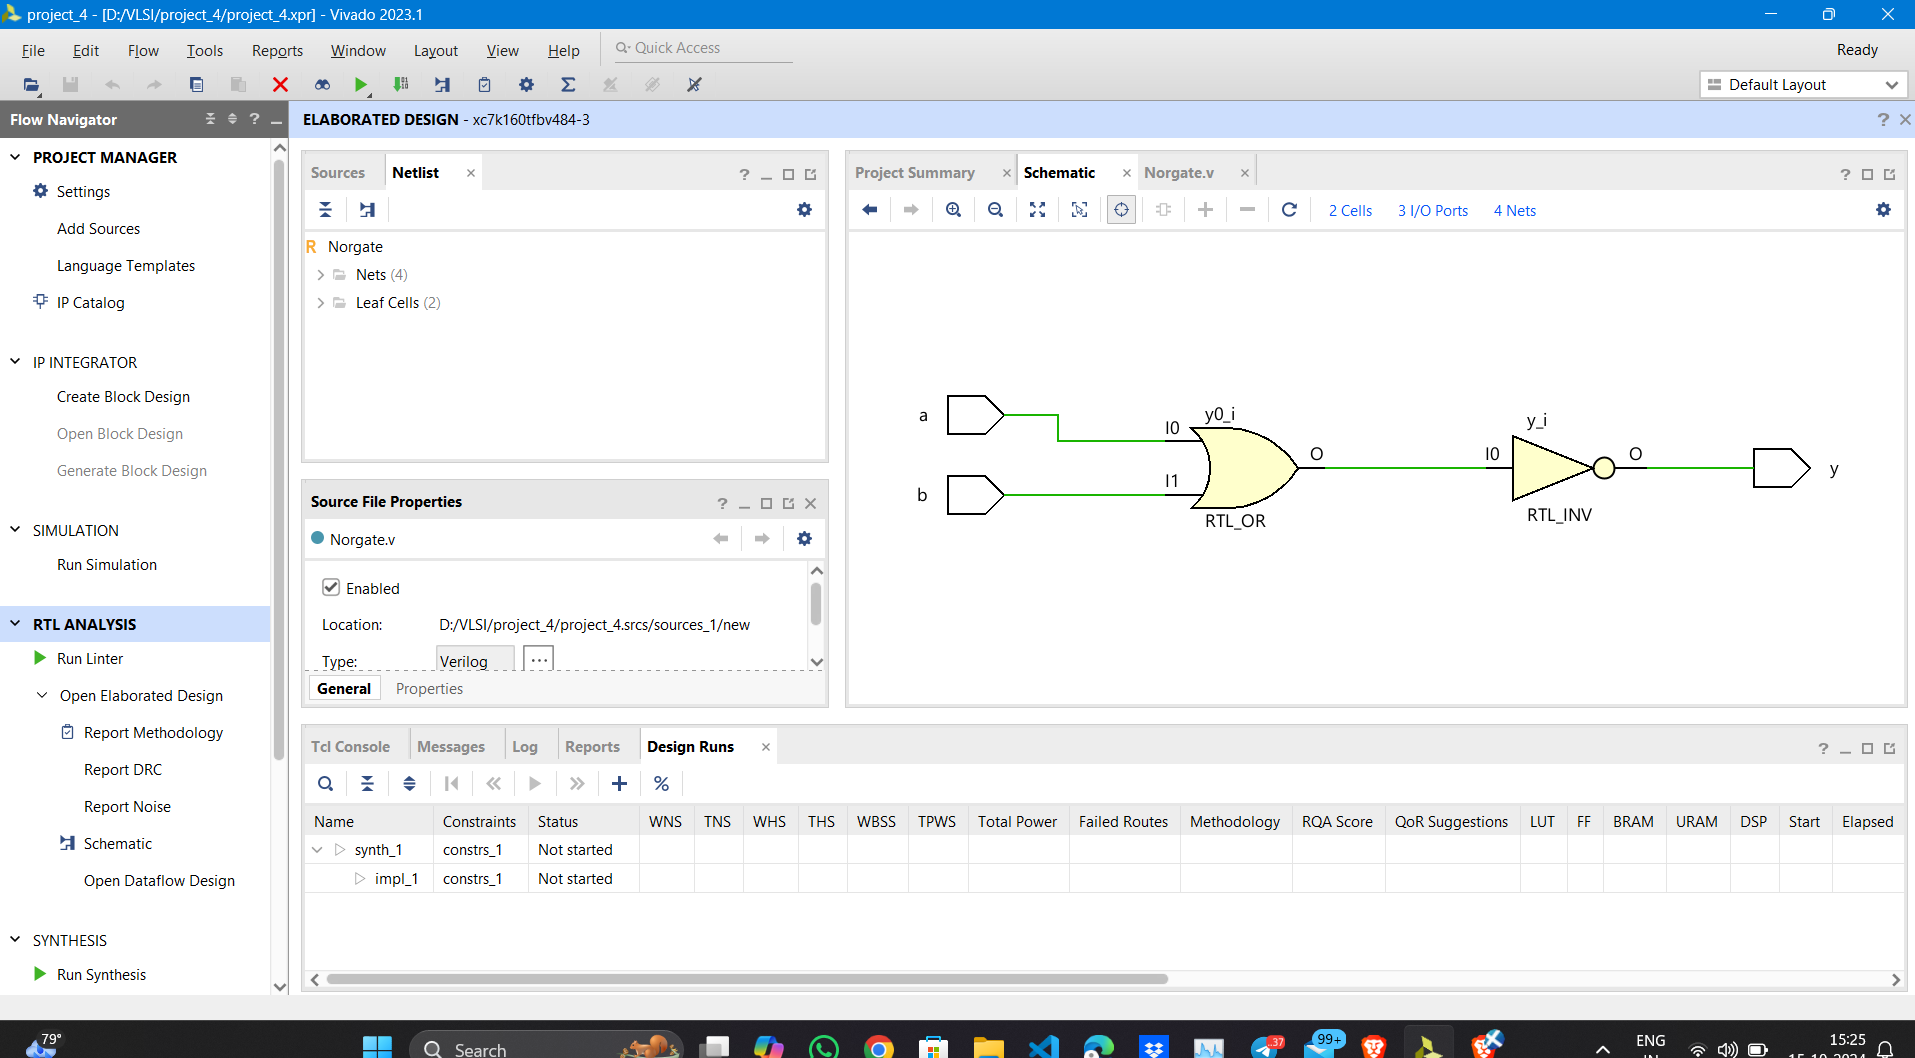 project_4 - [D:/VLSI/project_4/project_4.xpr] - Vivado 2023.1
File Edit Flow Tools Reports Window Layout View Help Quick Access
Ready
Default Layout
Flow Navigator
PROJECT MANAGER
Settings
Add Sources
Language Templates
IP Catalog
IP INTEGRATOR
Create Block Design
Open Block Design
Generate Block Design
SIMULATION
Run Simulation
RTL ANALYSIS
Run Linter
Open Elaborated Design
Report Methodology
Report DRC
Report Noise
Schematic
Open Dataflow Design
SYNTHESIS
Run Synthesis
ELABORATED DESIGN - xc7k160tfbv484-3
Sources Netlist
R Norgate
Nets (4)
Leaf Cells (2)
Source File Properties
Norgate.v
Enabled
Location: D:/VLSI/project_4/project_4.srcs/sources_1/new
Type: Verilog
General Properties
Project Summary Schematic Norgate.v
2 Cells 3 I/O Ports 4 Nets
a
b
I0
I1
y0_i
O
RTL_OR
I0
y_i
O
RTL_INV
y
Tcl Console Messages Log Reports Design Runs
Name Constraints Status WNS TNS WHS THS WBSS TPWS Total Power Failed Routes Methodology RQA Score QoR Suggestions LUT FF BRAM URAM DSP Start Elapsed
synth_1 constrs_1 Not started
impl_1 constrs_1 Not started
79°
Search
.37
99+
ENG
IN
15:25